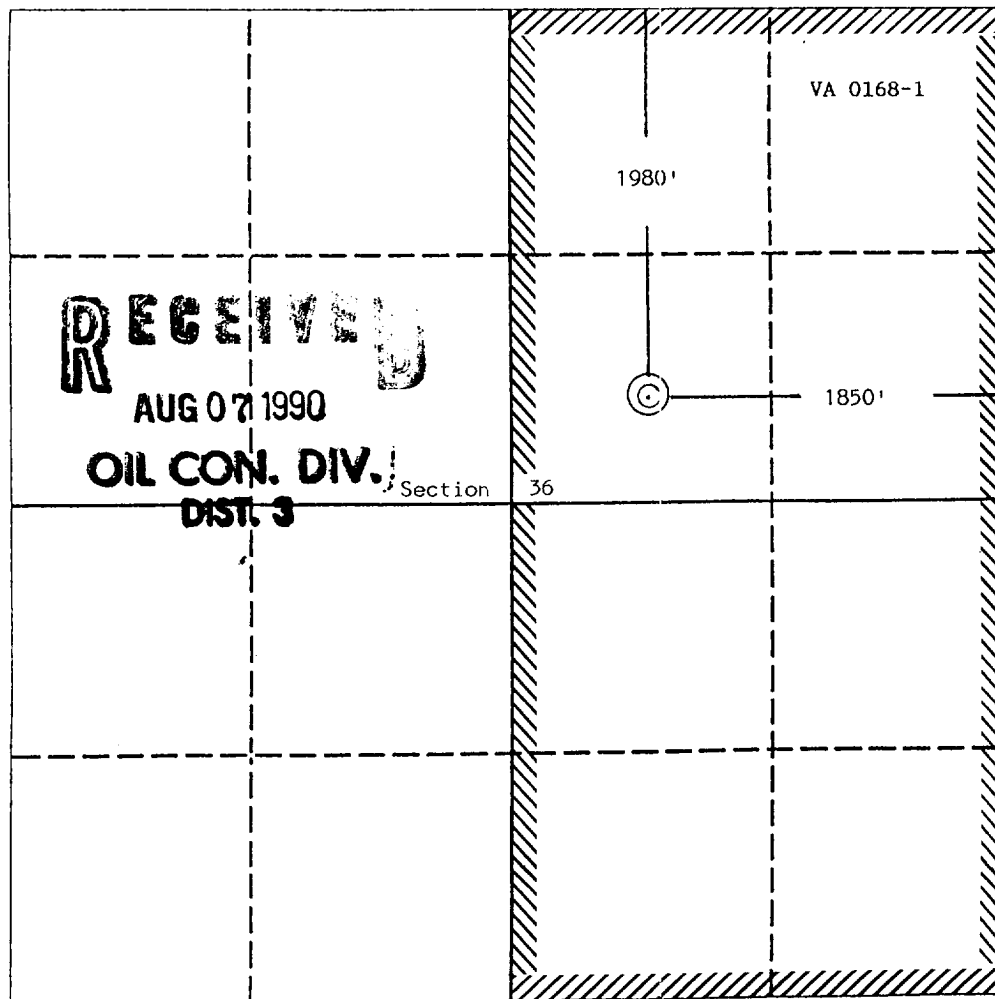 VA 0168-1
1980'
RECEIVED
AUG 07 1990
OIL CON. DIV.
DIST. 3
1850'
Section 36